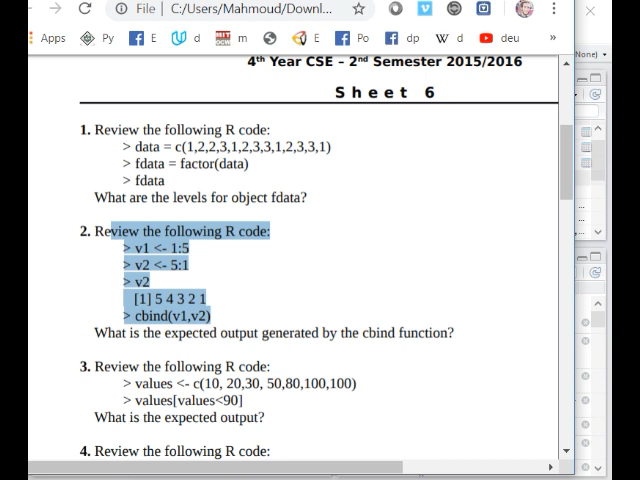 File | C:/Users/Mahmoud/Downl...
Apps Py E d m E Po dp d deu »
4th Year CSE – 2nd Semester 2015/2016
Sheet 6
1. Review the following R code:
> data = c(1,2,2,3,1,2,3,3,1,2,3,3,1)
> fdata = factor(data)
> fdata
What are the levels for object fdata?
2. Review the following R code:
> v1 <- 1:5
> v2 <- 5:1
> v2
[1] 5 4 3 2 1
> cbind(v1,v2)
What is the expected output generated by the cbind function?
3. Review the following R code:
> values <- c(10, 20,30, 50,80,100,100)
> values[values<90]
What is the expected output?
4. Review the following R code:
None)